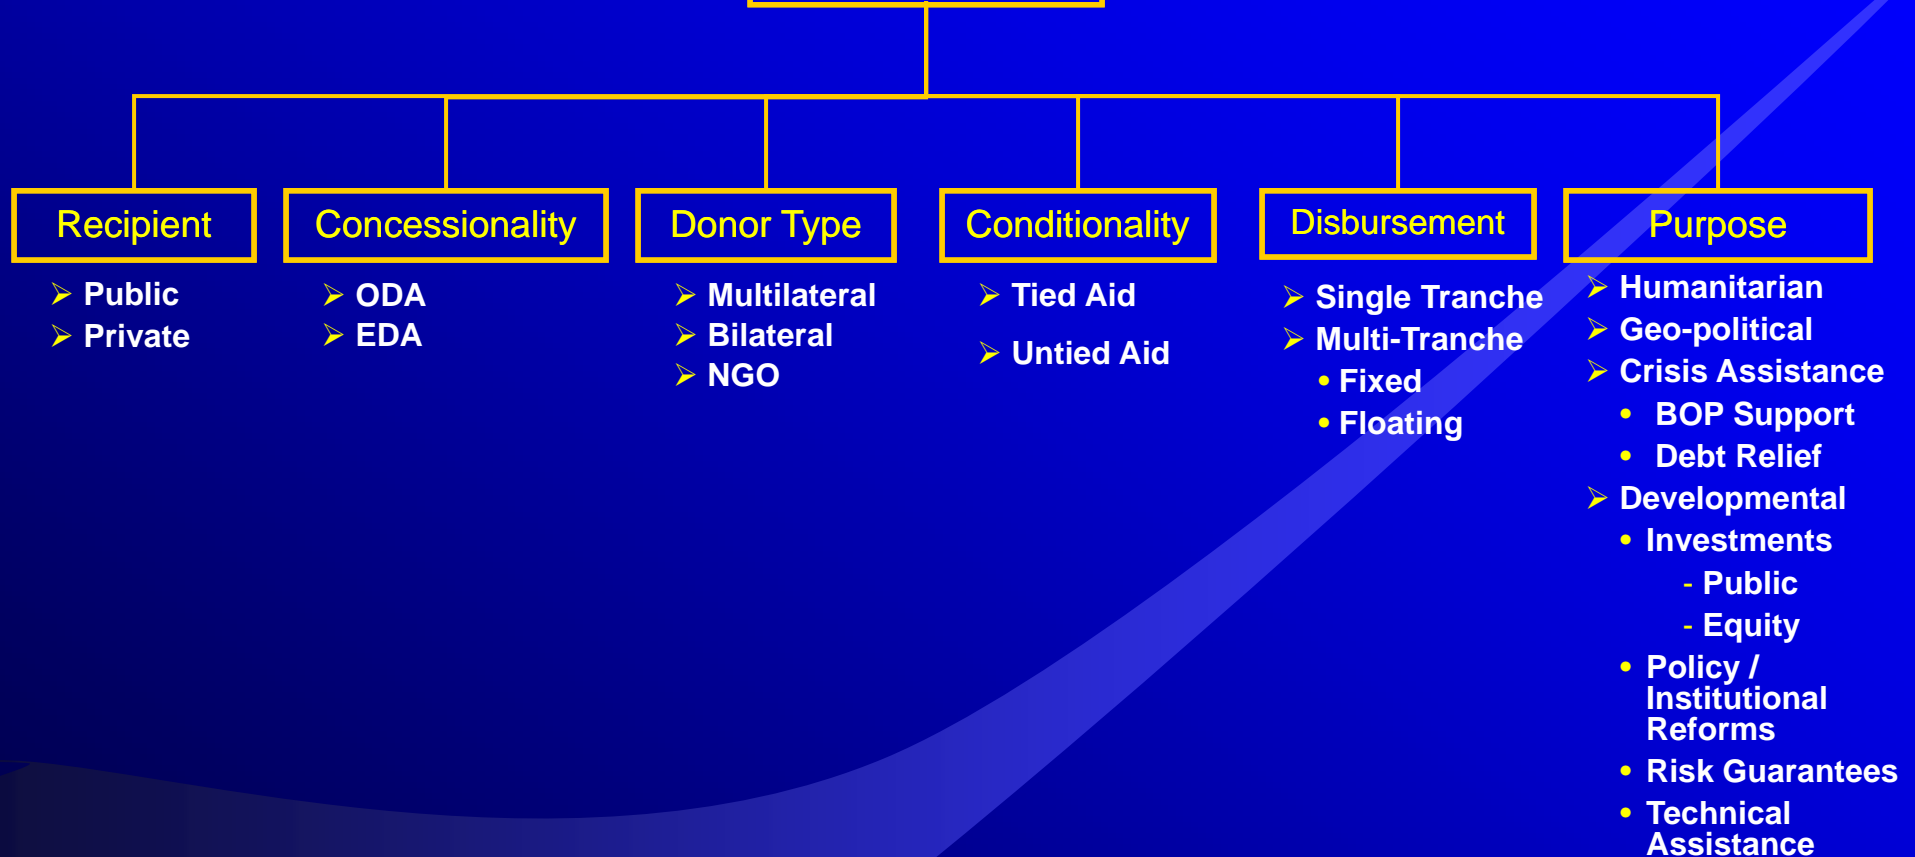 Recipient
Public
Private
Concessionality
ODA
EDA
Donor Type
Multilateral
Bilateral
NGO
Conditionality
Tied Aid
Untied Aid
Disbursement
Single Tranche
Multi-Tranche
• Fixed
• Floating
Purpose
Humanitarian
Geo-political
Crisis Assistance
• BOP Support
• Debt Relief
Developmental
• Investments
- Public
- Equity
• Policy /
Institutional
Reforms
• Risk Guarantees
• Technical
Assistance